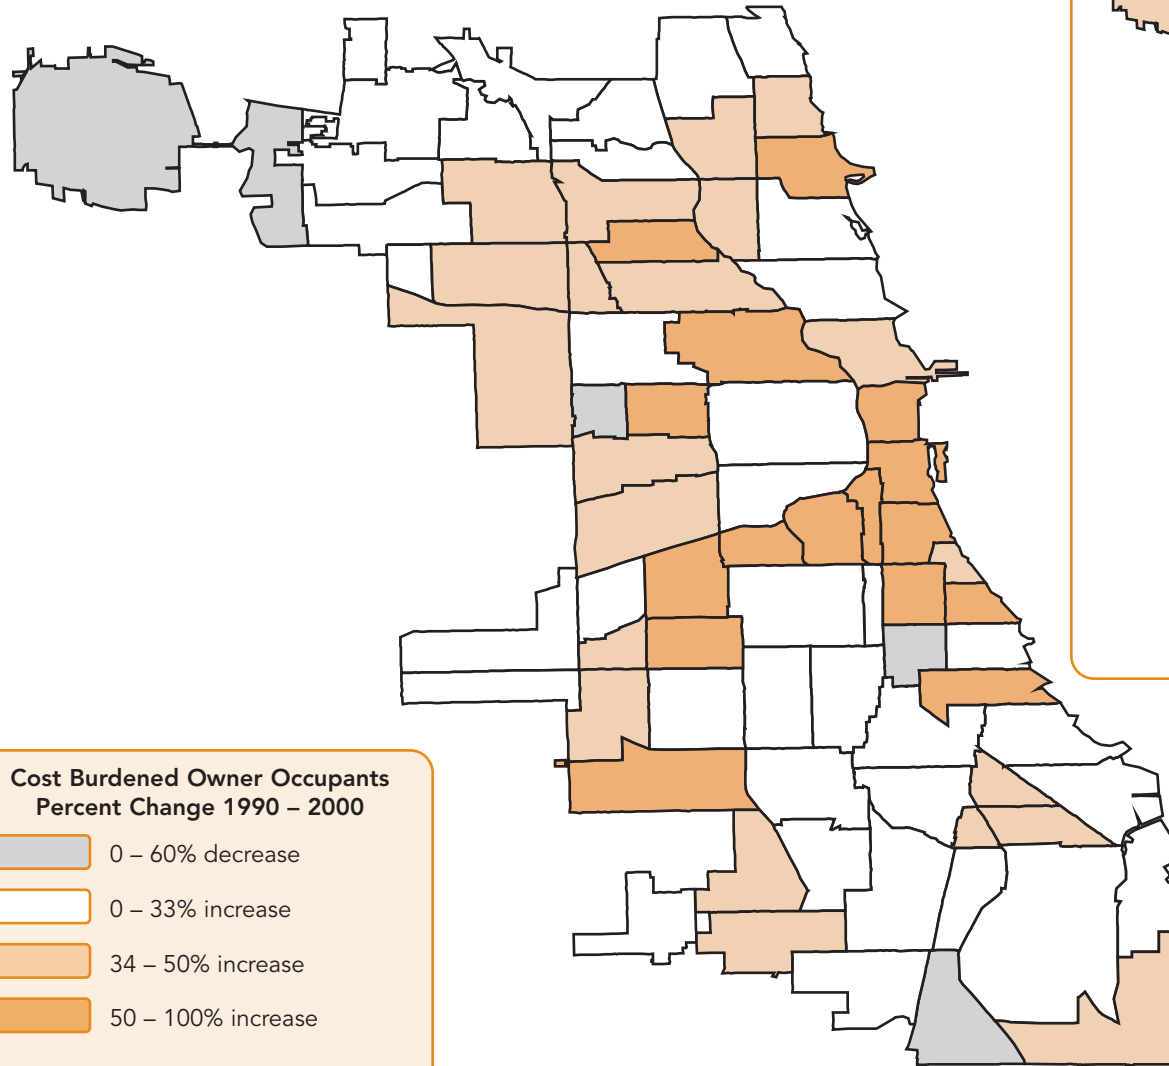 Cost Burdened Owner Occupants
Percent Change 1990 – 2000
0 – 60% decrease
0 – 33% increase
34 – 50% increase
50 – 100% increase